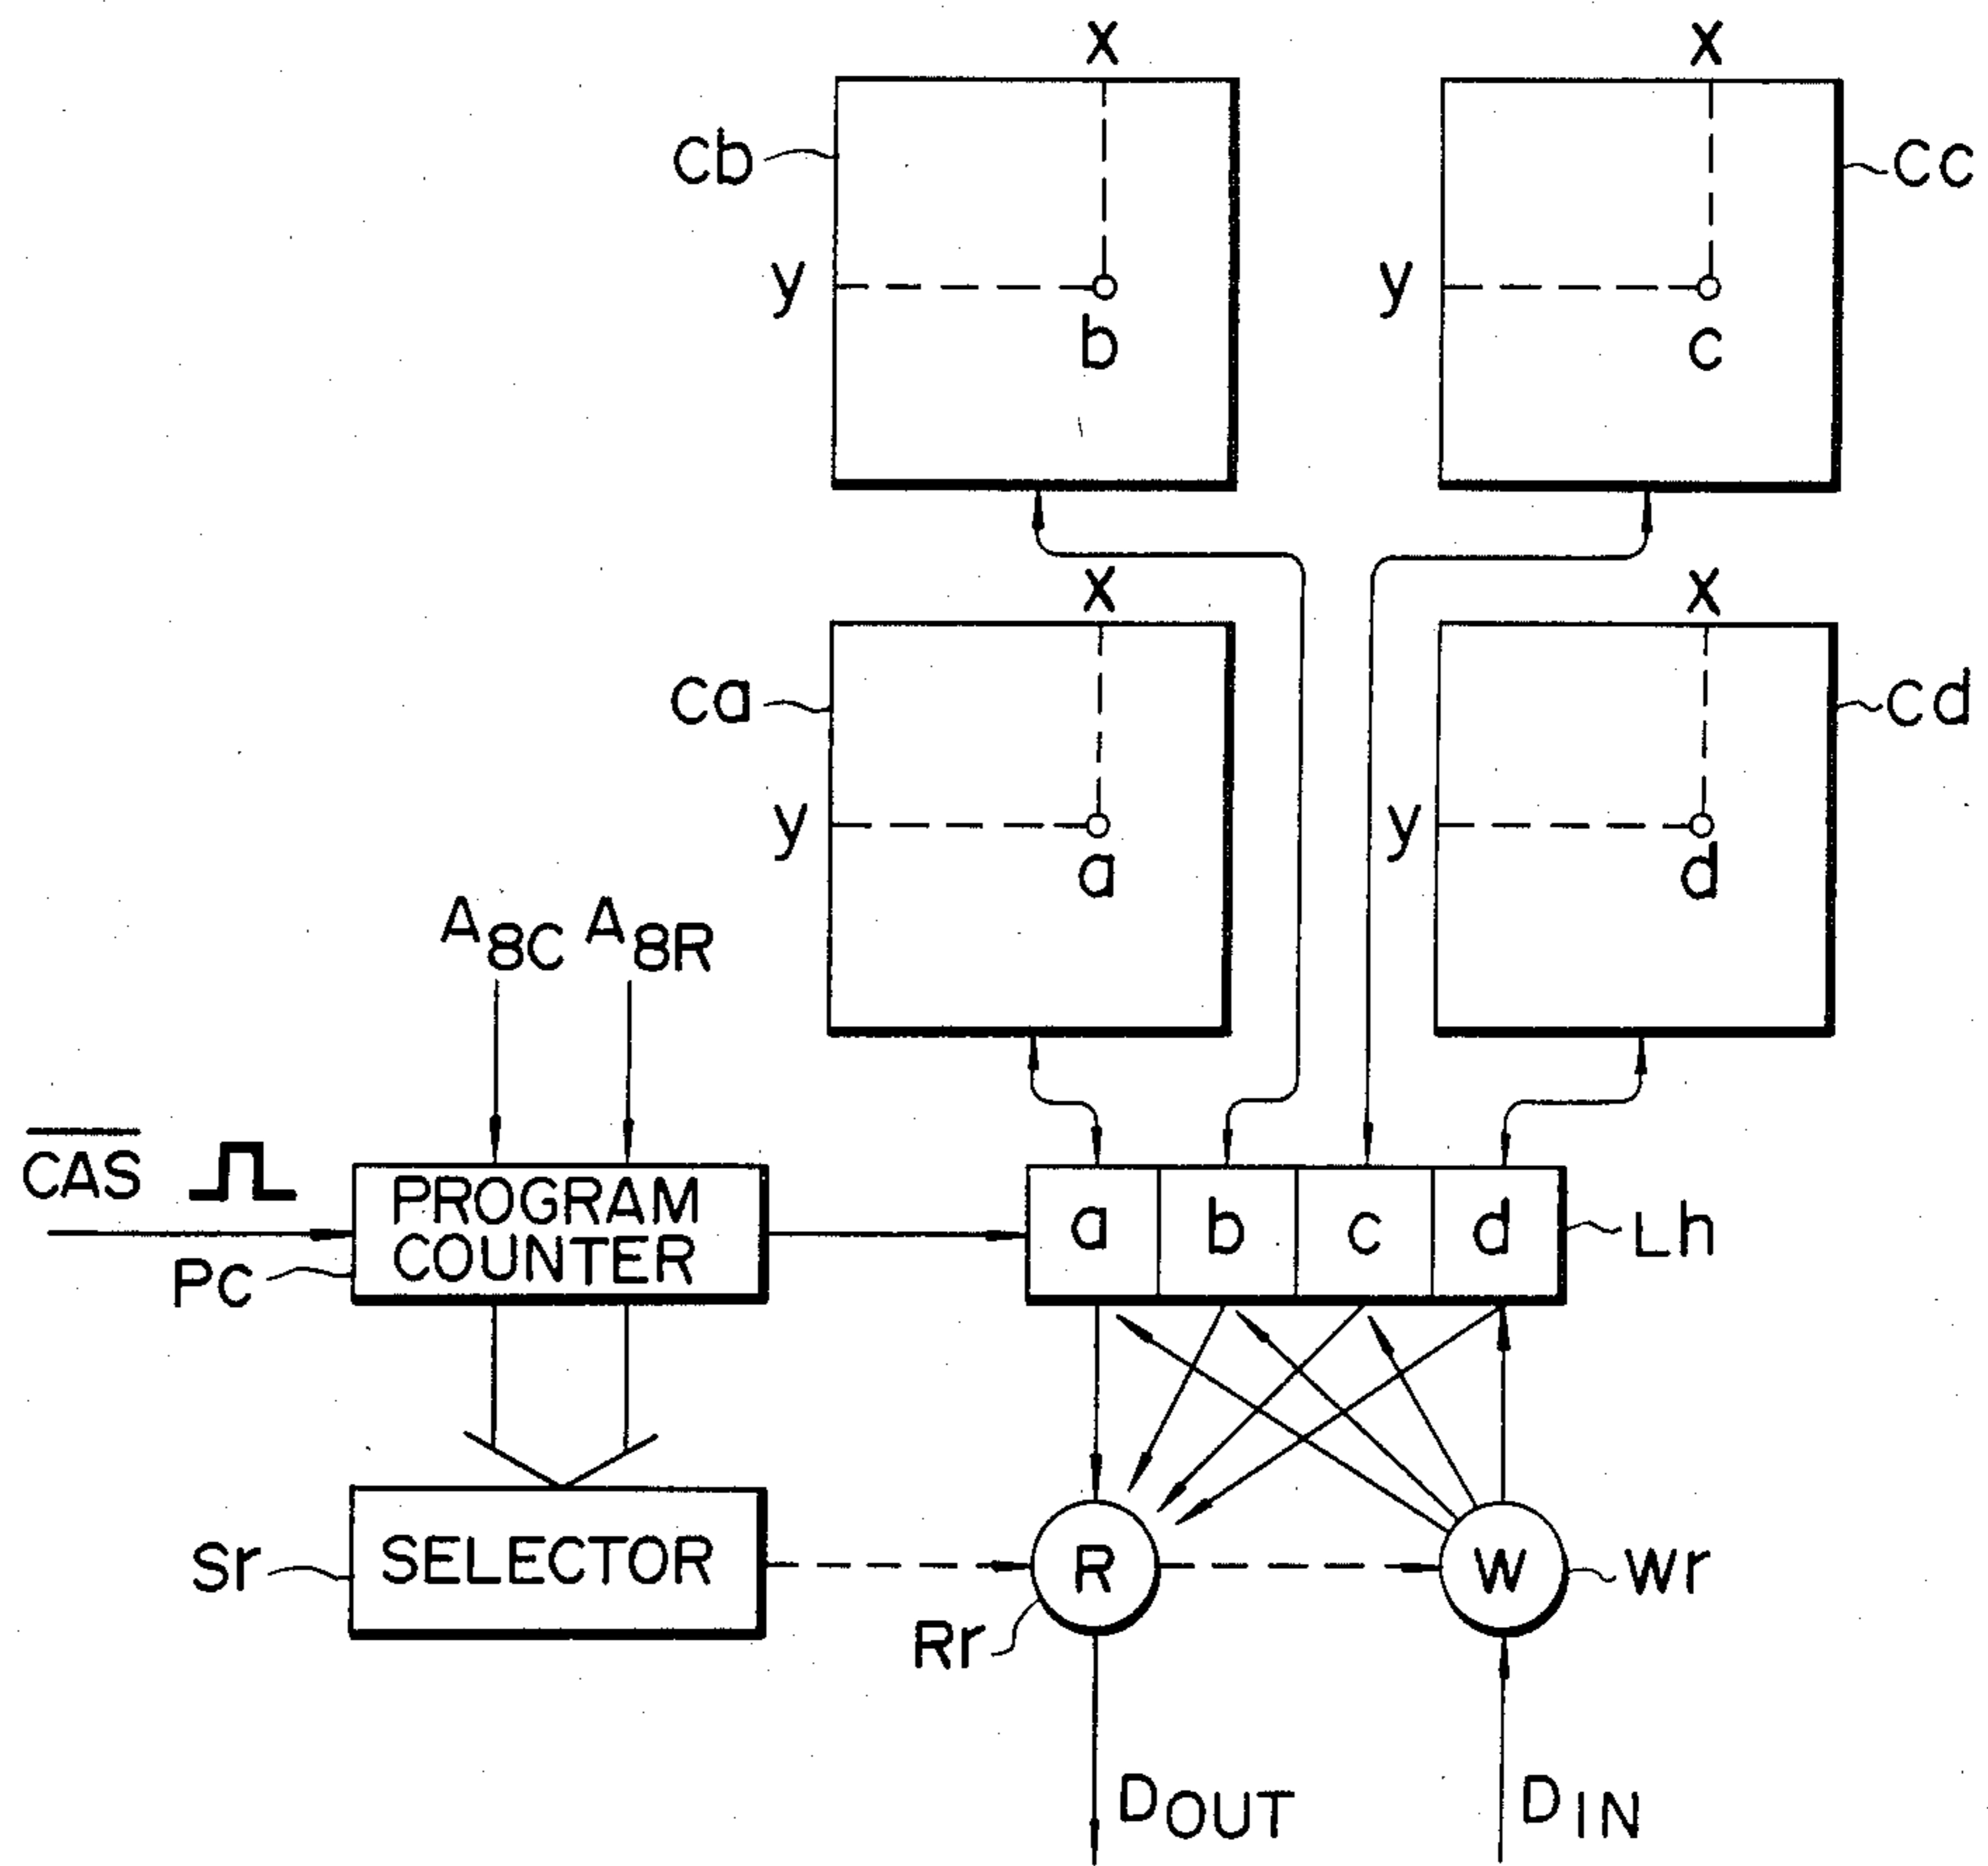 x x
Cb Cc
y y
b c
x x
Ca Cd
y y
a d
A8C A8R
CAS
PROGRAM
COUNTER
PC
a b c d
Lh
Sr
SELECTOR
R
W
Wr
Rr
DOUT
DIN